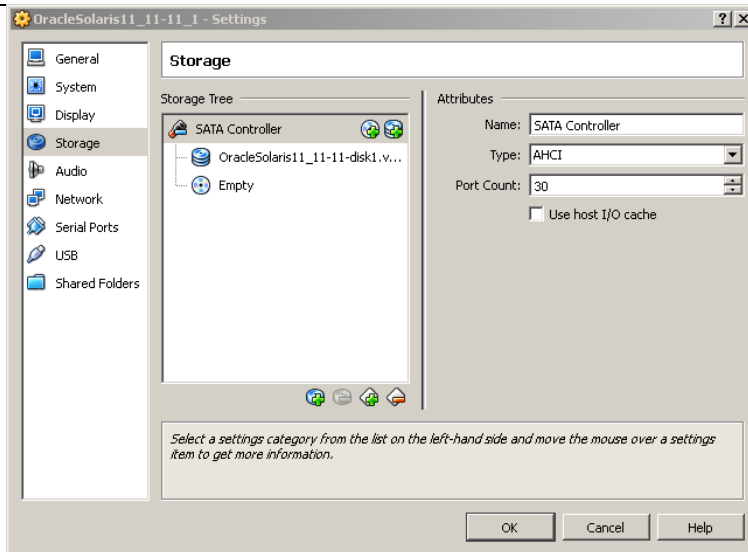 OracleSolaris11_11-11_1 - Settings
General
System
Display
Storage
Audio
Network
Serial Ports
USB
Shared Folders
Storage
Storage Tree
SATA Controller
OracleSolaris11_11-11-disk1.v...
Empty
Attributes
Name: SATA Controller
Type: AHCI
Port Count: 30
Use host I/O cache
Select a settings category from the list on the left-hand side and move the mouse over a settings
item to get more information.
OK Cancel Help